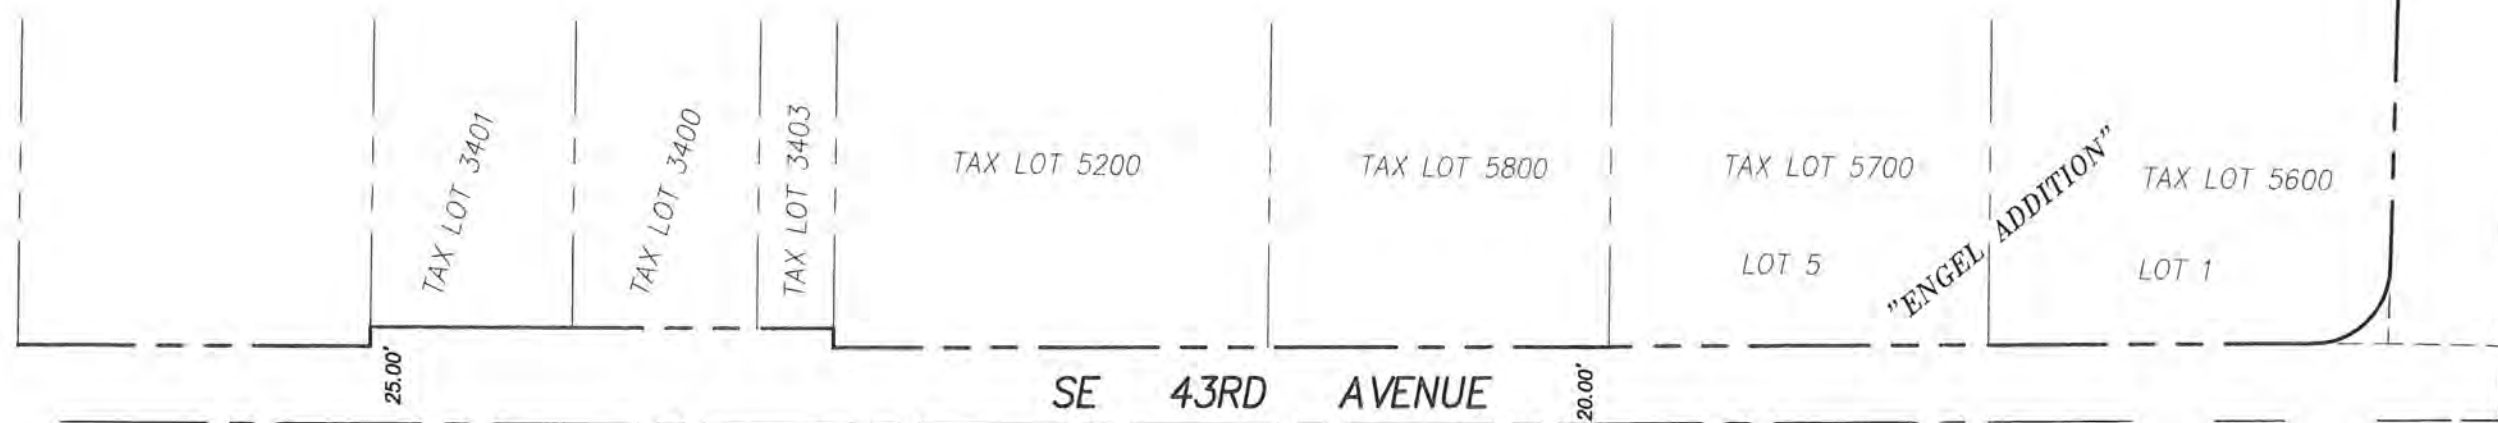 TAX LOT 3401
TAX LOT 3400
TAX LOT 3403
TAX LOT 5200
TAX LOT 5800
TAX LOT 5700
LOT 5
"ENGEL ADDITION"
TAX LOT 5600
LOT 1
25.00'
SE 43RD AVENUE
20.00'